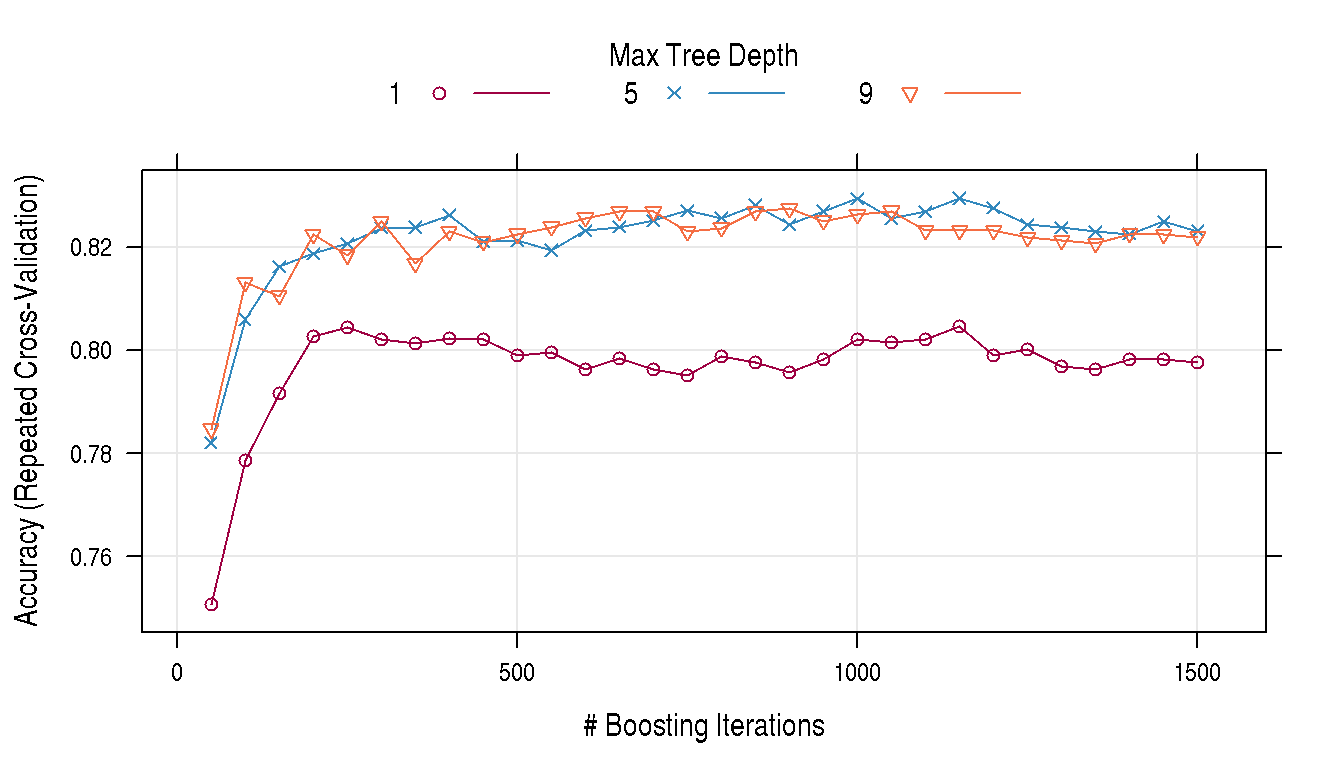 Max Tree Depth
1 5 9
Accuracy (Repeated Cross-Validation)
0.82
0.80
0.78
0.76
0 500 1000 1500
# Boosting Iterations